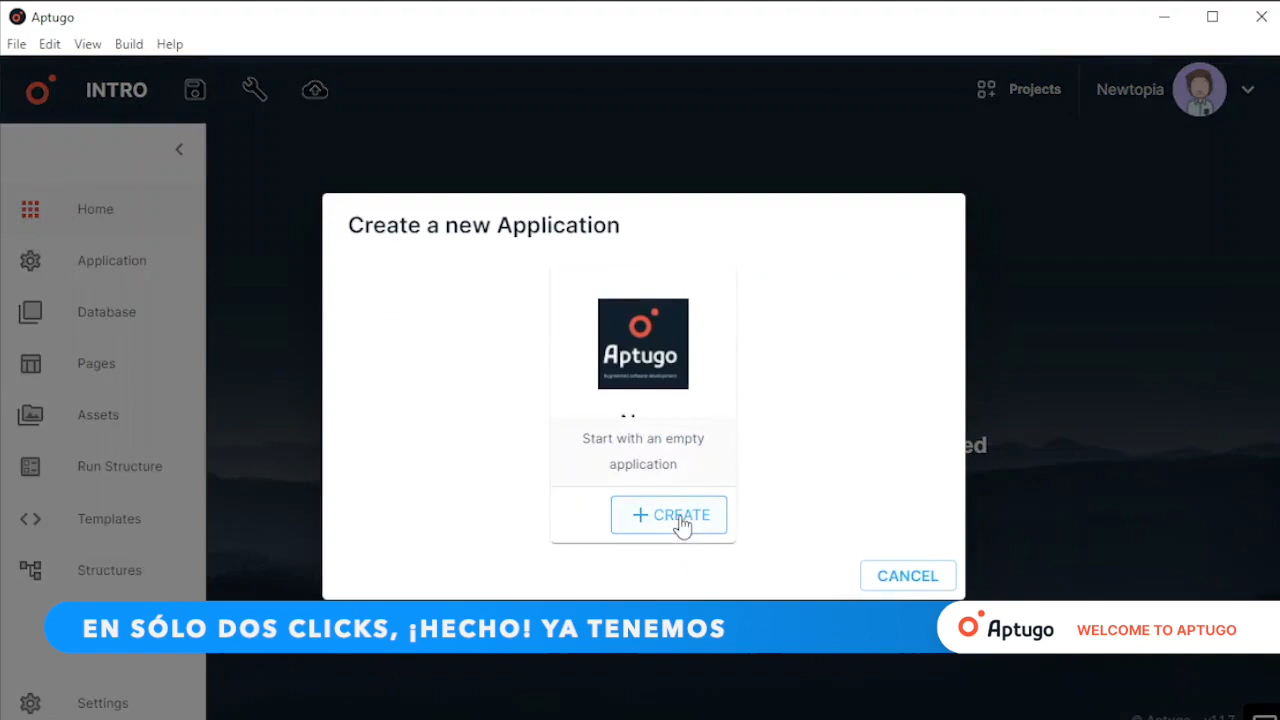 Aptugo
File Edit View Build Help
INTRO
Projects
Newtopia
Home
Application
Database
Pages
Assets
Run Structure
Templates
Structures
Settings
Create a new Application
Aptugo
Start with an empty
application
+ CREATE
CANCEL
ed
EN SÓLO DOS CLICKS, ¡HECHO! YA TENEMOS
Aptugo
WELCOME TO APTUGO